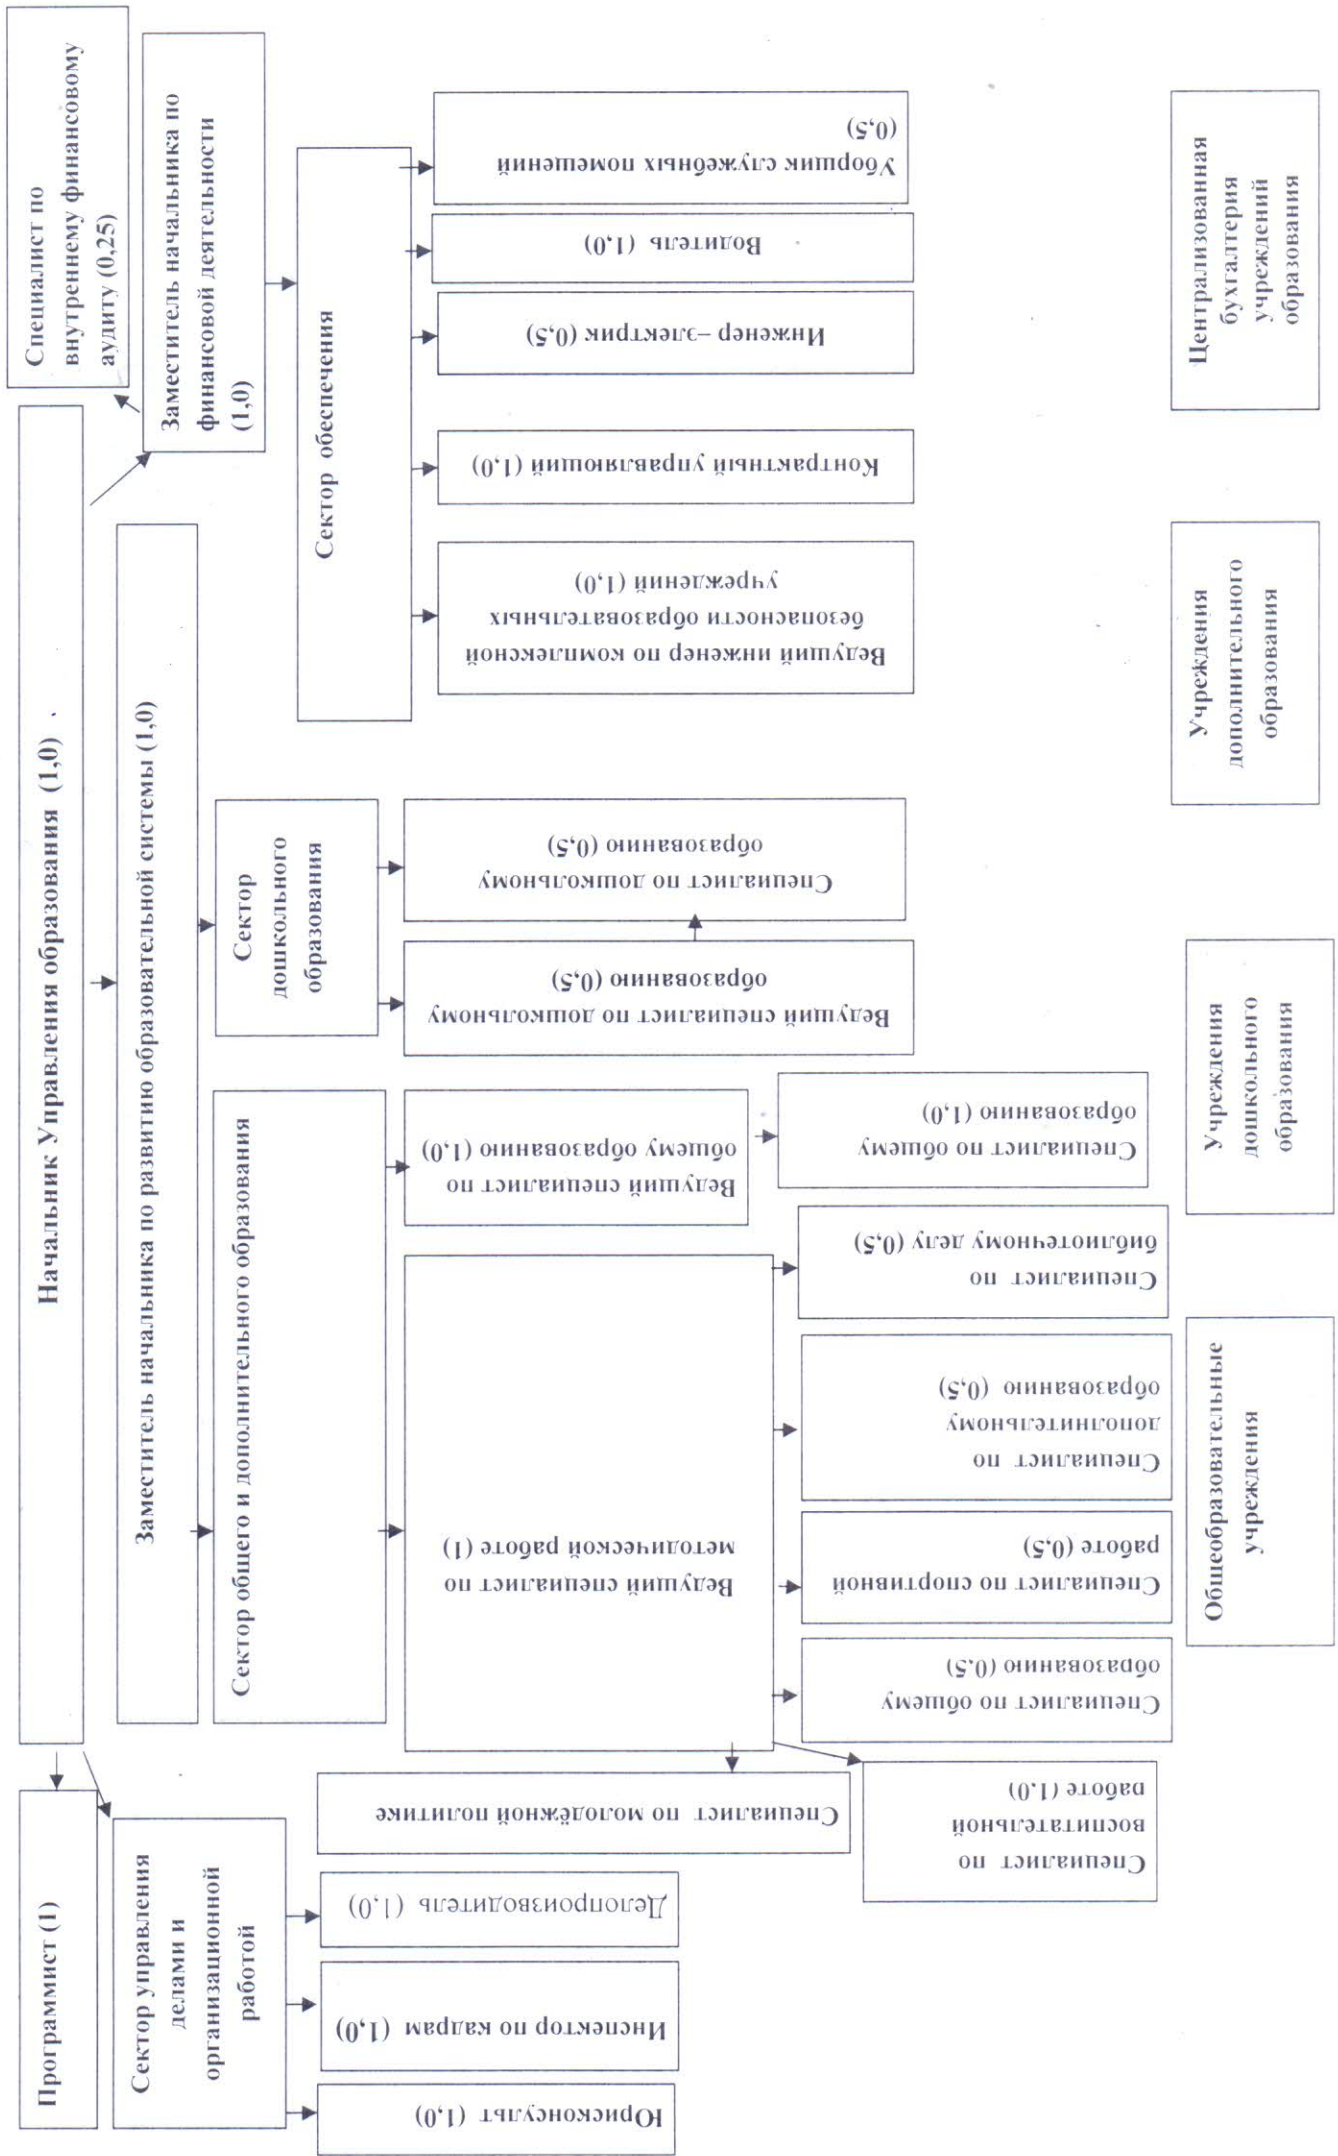 Начальник Управления образования (1,0)
Программист (1)
Специалист по
внутреннему финансовому
аудиту (0,25)
Сектор управления
делами и
организационной
работой
Заместитель начальника по развитию образовательной системы (1,0)
Заместитель начальника по
финансовой деятельности
(1,0)
Сектор общего и дополнительного образования
Сектор
дошкольного
образования
Сектор обеспечения
Юрисконсульт (1,0)
Инспектор по кадрам (1,0)
Делопроизводитель (1,0)
Специалист по молодёжной политике
Ведущий специалист по
методической работе (1)
Ведущий специалист по
общему образованию (1,0)
Ведущий специалист по дошкольному
образованию (0,5)
Специалист по дошкольному
образованию (0,5)
Ведущий инженер по комплексной
безопасности образовательных
учреждений (1,0)
Контрактный управляющий (1,0)
Инженер –электрик (0,5)
Водитель (1,0)
Уборщик служебных помещений
(0,5)
Специалист по
воспитательной
работе (1.0)
Специалист по общему
образованию (0.5)
Специалист по спортивной
работе (0,5)
Специалист по
дополнительному
образованию (0,5)
Специалист по
библиотечному делу (0,5)
Специалист по общему
образованию (1,0)
Общеобразовательные
учреждения
Учреждения
дошкольного
образования
Учреждения
дополнительного
образования
Централизованная
бухгалтерия
учреждений
образования